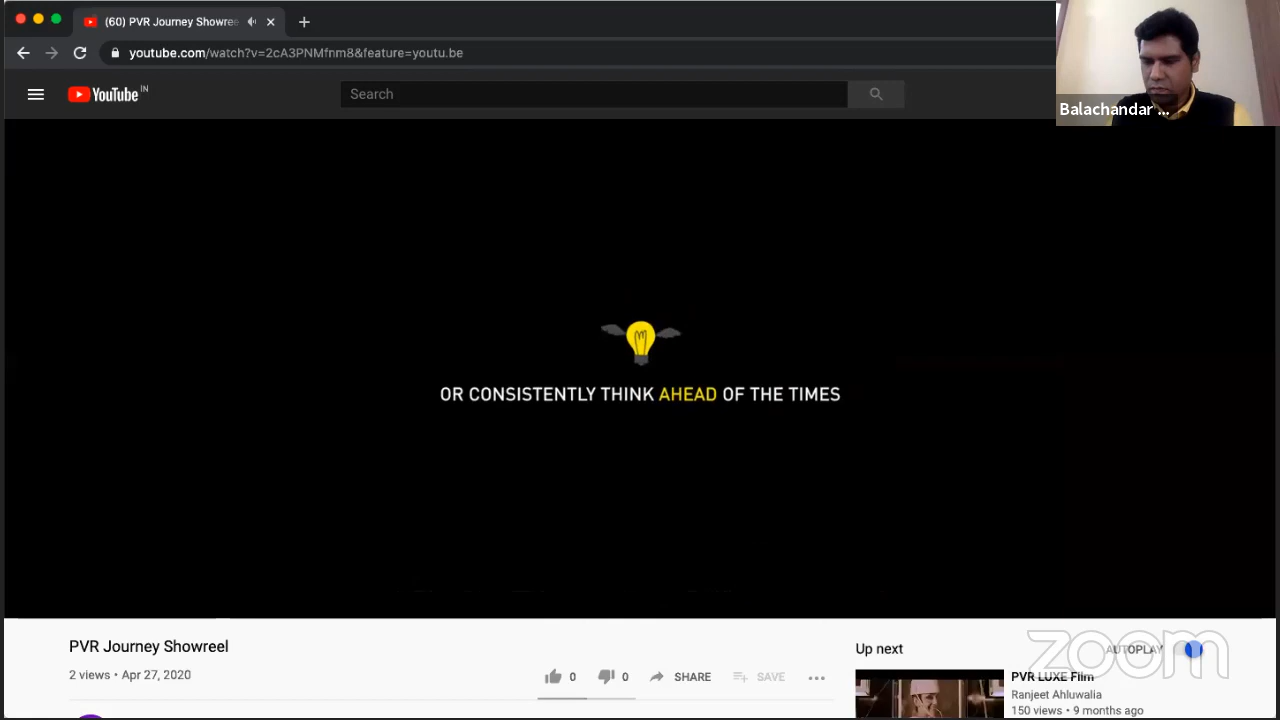 (60) PVR Journey Showree
youtube.com/watch?v=2cA3PNMfnm8&feature=youtu.be
YouTube IN
Search
Balachandar ...
OR CONSISTENTLY THINK AHEAD OF THE TIMES
PVR Journey Showreel
2 views • Apr 27, 2020
0
0
SHARE
SAVE
Up next
AUTOPLAY
zoom
PVR LUXE Film
Ranjeet Ahluwalia
150 views • 9 months ago